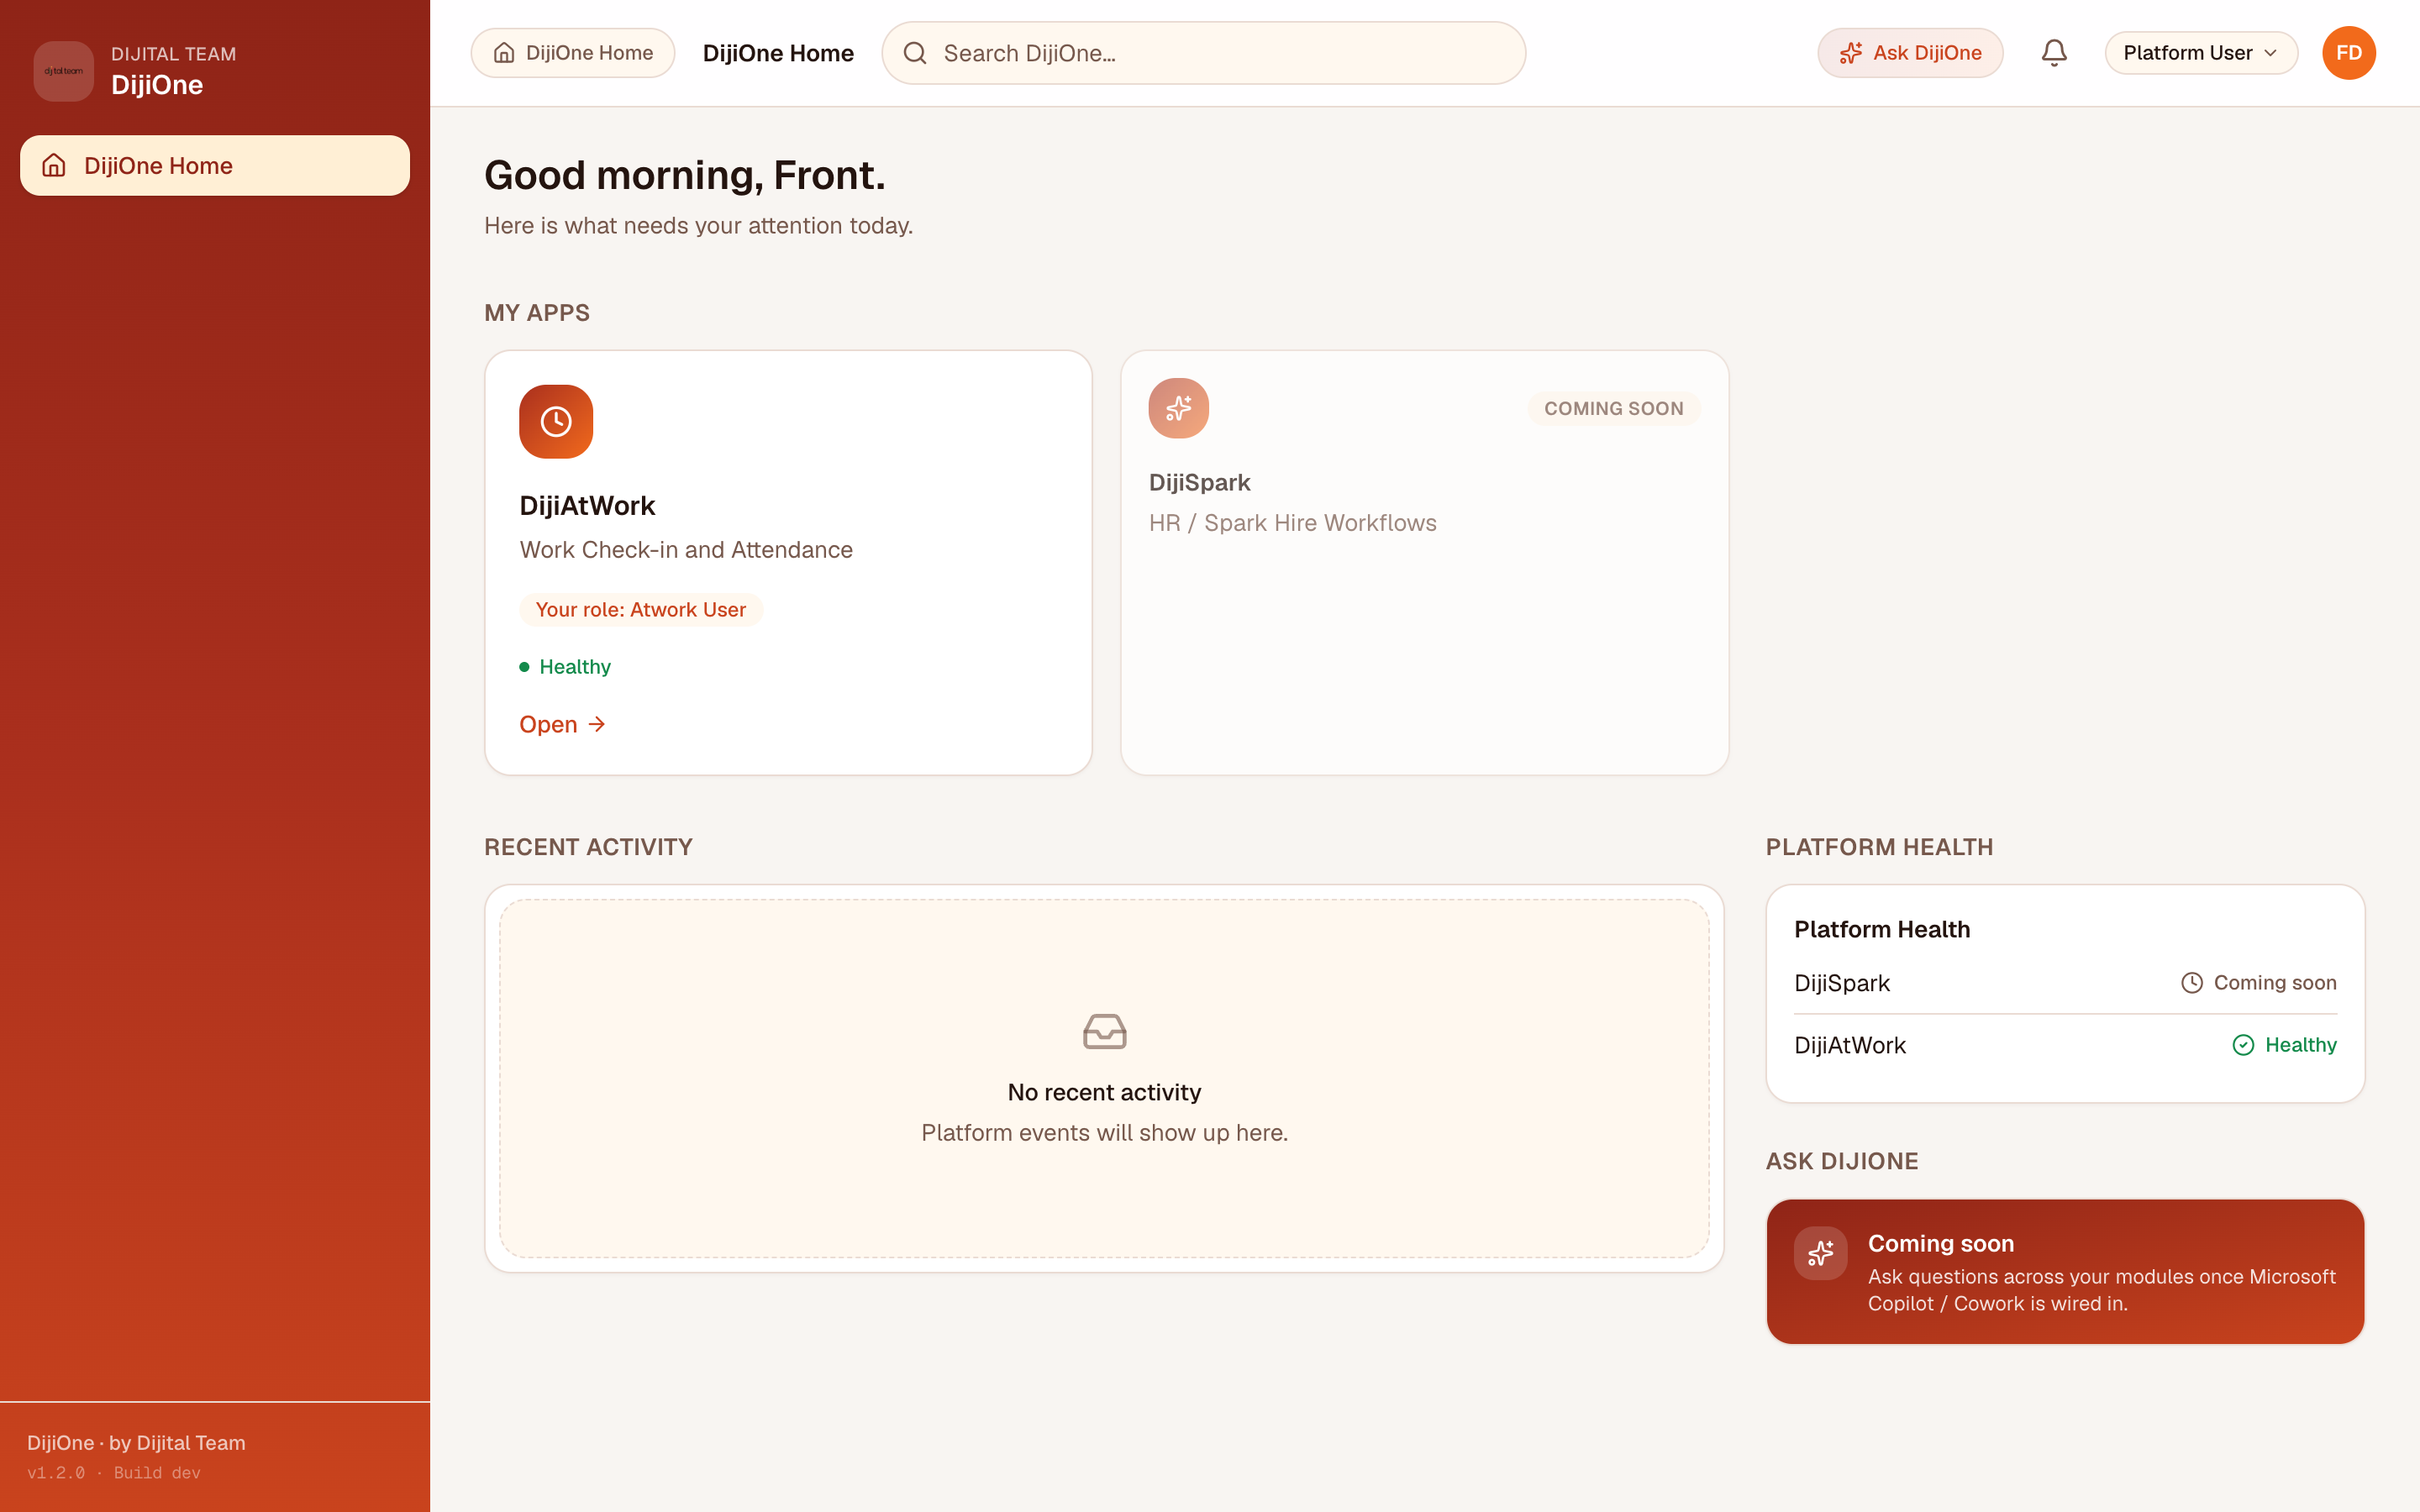 dijital team
DIJITAL TEAM
DijiOne
DijiOne Home
DijiOne · by Dijital Team
v1.2.0 · Build dev
DijiOne Home
DijiOne Home
Search DijiOne...
Ask DijiOne
Platform User
FD
Good morning, Front.
Here is what needs your attention today.
MY APPS
DijiAtWork
Work Check-in and Attendance
Your role: Atwork User
Healthy
Open
COMING SOON
DijiSpark
HR / Spark Hire Workflows
RECENT ACTIVITY
No recent activity
Platform events will show up here.
PLATFORM HEALTH
Platform Health
DijiSpark
Coming soon
DijiAtWork
Healthy
ASK DIJIONE
Coming soon
Ask questions across your modules once Microsoft
Copilot / Cowork is wired in.